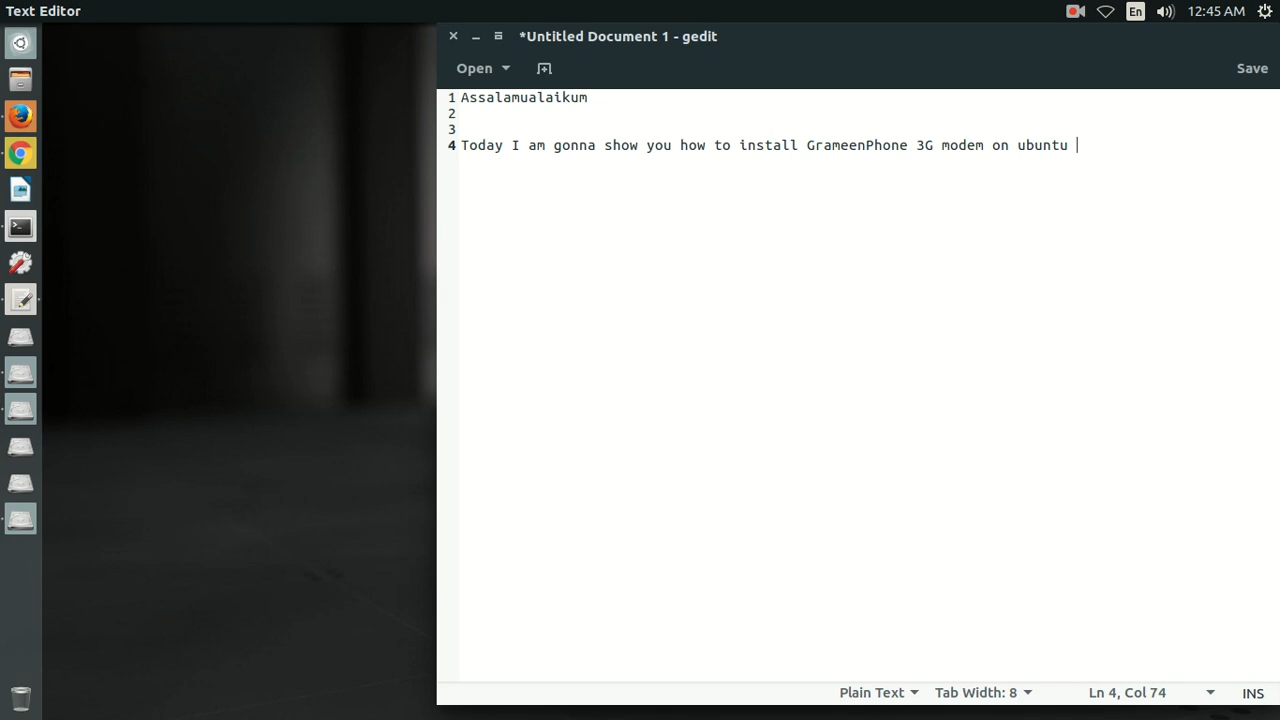 Text Editor
En
12:45 AM
*Untitled Document 1 - gedit
Open
Save
1 Assalamualaikum
2
3
4 Today I am gonna show you how to install GrameenPhone 3G modem on ubuntu
Plain Text
Tab Width: 8
Ln 4, Col 74
INS